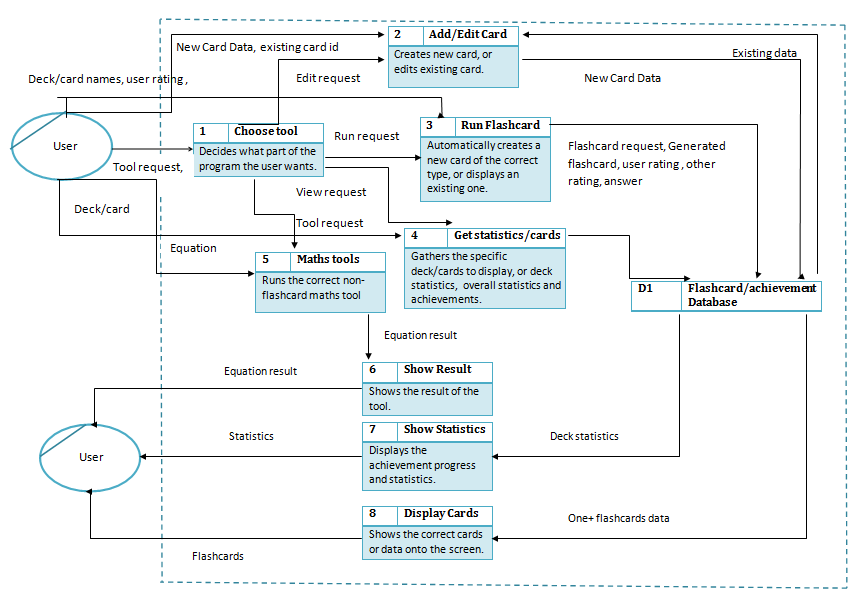 2 Add/Edit Card
Creates new card, or
edits existing card.
New Card Data, existing card id
Existing data
Deck/card names, user rating ,
Edit request
New Card Data
User
1 Choose tool
Decides what part of the
program the user wants.
Run request
3 Run Flashcard
Automatically creates a
new card of the correct
type, or displays an
existing one.
Flashcard request, Generated
flashcard, user rating , other
rating, answer
Tool request,
View request
Deck/card
Tool request
4 Get statistics/cards
Gathers the specific
deck/cards to display, or deck
statistics, overall statistics and
achievements.
Equation
5 Maths tools
Runs the correct non-
flashcard maths tool
D1 Flashcard/achievement
Database
Equation result
6 Show Result
Shows the result of the
tool.
Equation result
7 Show Statistics
Displays the
achievement progress
and statistics.
Statistics
Deck statistics
User
8 Display Cards
Shows the correct cards
or data onto the screen.
One+ flashcards data
Flashcards